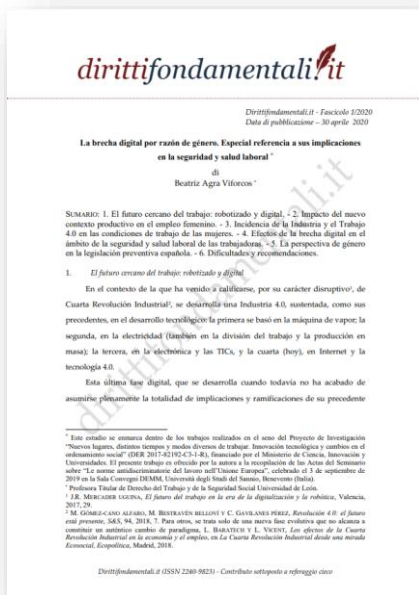 dirittifondamentali.it
Dirittifondamentali.it - Fascicolo 1/2020
Data di pubblicazione – 30 aprile 2020
La brecha digital por razón de género. Especial referencia a sus implicaciones
en la seguridad y salud laboral *
di
Beatriz Agra Viforcos *
SUMARIO: 1. El futuro cercano del trabajo: robotizado y digital. - 2. Impacto del nuevo
contexto productivo en el empleo femenino. - 3. Incidencia de la Industria y el Trabajo
4.0 en las condiciones de trabajo de las mujeres. - 4. Efectos de la brecha digital en el
ámbito de la seguridad y salud laboral de las trabajadoras. - 5. La perspectiva de género
en la legislación preventiva española. - 6. Dificultades y recomendaciones.
1. El futuro cercano del trabajo: robotizado y digital
En el contexto de la que ha venido a calificarse, por su carácter disruptivo¹, de
Cuarta Revolución Industrial², se desarrolla una Industria 4.0, sustentada, como sus
precedentes, en el desarrollo tecnológico: la primera se basó en la máquina de vapor; la
segunda, en la electricidad (también en la división del trabajo y la producción en
masa); la tercera, en la electrónica y las TICs, y la cuarta (hoy), en Internet y la
tecnología 4.0.
Esta última fase digital, que se desarrolla cuando todavía no ha acabado de
asumirse plenamente la totalidad de implicaciones y ramificaciones de su precedente
* Este estudio se enmarca dentro de los trabajos realizados en el seno del Proyecto de Investigación
"Nuevos lugares, distintos tiempos y modos diversos de trabajar. Innovación tecnológica y cambios en el
ordenamiento social" (DER 2017-82192-C3-1-R), financiado por el Ministerio de Ciencia, Innovación y
Universidades. El presente trabajo es ofrecido por la autora a la recopilación de las Actas del Seminario
sobre "Le norme antidiscriminatorie del lavoro nell'Unione Europea", celebrado el 3 de septiembre de
2019 en la Sala Convegni DEMM, Università degli Studi del Sannio, Benevento (Italia).
* Profesora Titular de Derecho del Trabajo y de la Seguridad Social Universidad de León.
¹ J.R. MERCADER UGUINA, El futuro del trabajo en la era de la digitalización y la robótica, Valencia,
2017, 29.
² M. GÓMEZ-CANO ALFARO, M. BESTRATÉN BELLOVÍ Y C. GAVILANES PÉREZ, Revolución 4.0: el futuro
está presente, S&S, 94, 2018, 7. Para otros, se trata solo de una nueva fase evolutiva que no alcanza a
constituir un auténtico cambio de paradigma, L. BARATECH Y L. VICENT, Los efectos de la Cuarta
Revolución Industrial en la economía y el empleo, en La Cuarta Revolución Industrial desde una mirada
Ecosocial, Ecopolítica, Madrid, 2018.
Dirittifondamentali.it (ISSN 2240-9823) - Contributo sottoposto a referaggio cieco
dirittifondamentali.it